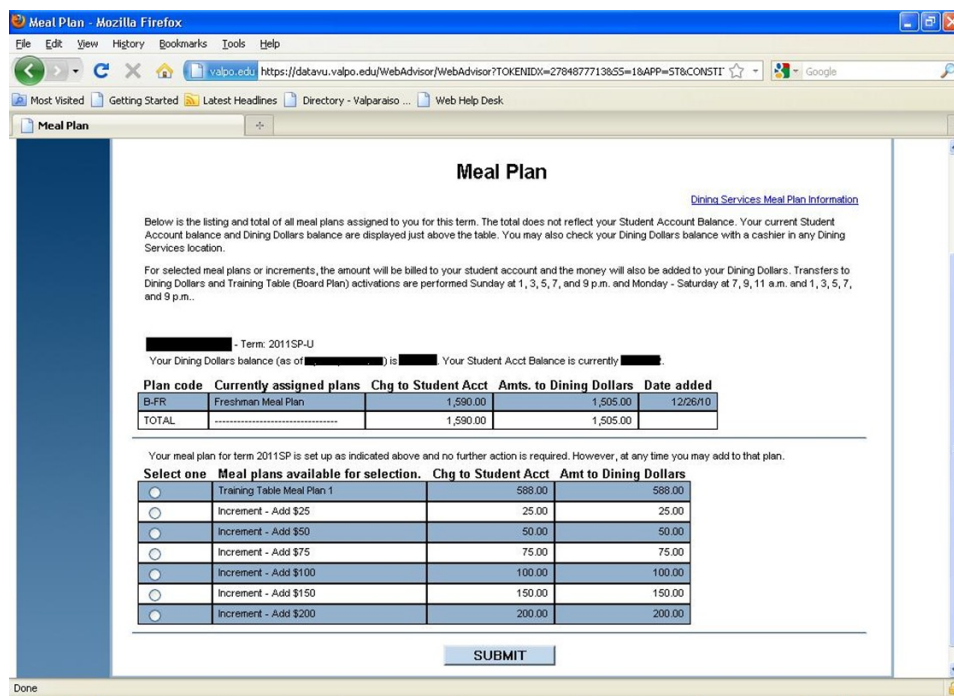 Meal Plan - Mozilla Firefox
File Edit View History Bookmarks Tools Help
valpo.edu https://datavu.valpo.edu/WebAdvisor/WebAdvisor?TOKENIDX=2784877713&SS=1&APP=ST&CONSTIT Google
Most Visited Getting Started Latest Headlines Directory - Valparaiso ... Web Help Desk
Meal Plan
Meal Plan
Dining Services Meal Plan Information
Below is the listing and total of all meal plans assigned to you for this term. The total does not reflect your Student Account Balance. Your current Student
Account balance and Dining Dollars balance are displayed just above the table. You may also check your Dining Dollars balance with a cashier in any Dining
Services location.
For selected meal plans or increments, the amount will be billed to your student account and the money will also be added to your Dining Dollars. Transfers to
Dining Dollars and Training Table (Board Plan) activations are performed Sunday at 1, 3, 5, 7, and 9 p.m. and Monday - Saturday at 7, 9, 11 a.m. and 1, 3, 5, 7,
and 9 p.m..
- Term: 2011SP-U
Your Dining Dollars balance (as of ) is . Your Student Acct Balance is currently .
Plan code Currently assigned plans Chg to Student Acct Amts. to Dining Dollars Date added
B-FR Freshman Meal Plan 1,590.00 1,505.00 12/26/10
TOTAL --------------------------------- 1,590.00 1,505.00
Your meal plan for term 2011SP is set up as indicated above and no further action is required. However, at any time you may add to that plan.
Select one Meal plans available for selection. Chg to Student Acct Amt to Dining Dollars
Training Table Meal Plan 1 588.00 588.00
Increment - Add $25 25.00 25.00
Increment - Add $50 50.00 50.00
Increment - Add $75 75.00 75.00
Increment - Add $100 100.00 100.00
Increment - Add $150 150.00 150.00
Increment - Add $200 200.00 200.00
SUBMIT
Done